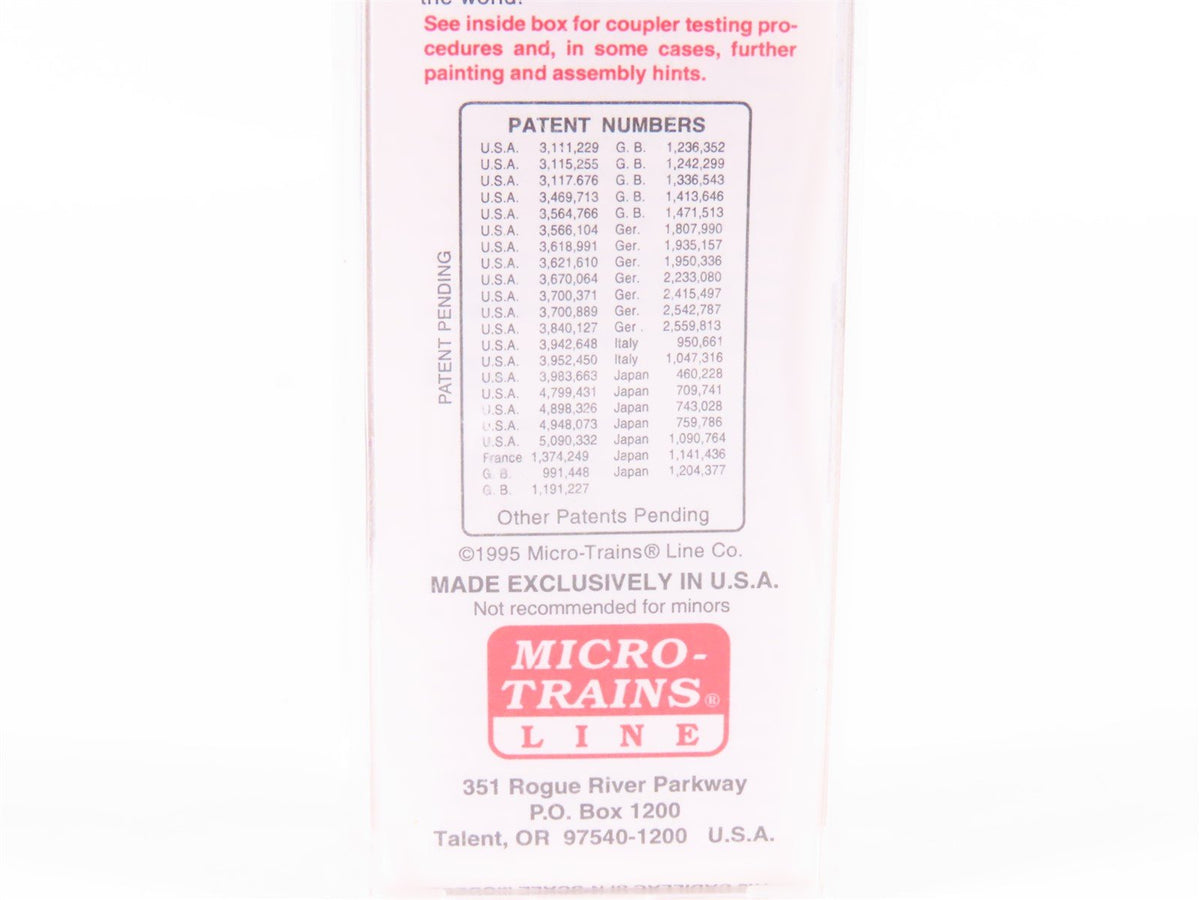 the world.
See inside box for coupler testing pro-
cedures and, in some cases, further
painting and assembly hints.
PATENT NUMBERS
U.S.A. 3,111,229 G. B. 1,236,352
U.S.A. 3,115,255 G. B. 1,242,299
U.S.A. 3,117.676 G. B. 1,336,543
U.S.A. 3,469,713 G. B. 1,413,646
U.S.A. 3,564,766 G. B. 1,471,513
U.S.A. 3,566,104 Ger. 1,807,990
U.S.A. 3,618,991 Ger. 1,935,157
U.S.A. 3,621,610 Ger. 1,950,336
U.S.A. 3,670,064 Ger. 2,233,080
U.S.A. 3,700,371 Ger. 2,415,497
U.S.A. 3,700,889 Ger. 2,542,787
U.S.A. 3,840,127 Ger . 2,559,813
U.S.A. 3,942,648 Italy 950,661
U.S.A. 3.952,450 Italy 1,047,316
U.S.A. 3,983,663 Japan 460,228
U.S.A. 4,799,431 Japan 709,741
U.S.A. 4,898,326 Japan 743,028
U.S.A. 4,948,073 Japan 759,786
U.S.A. 5,090,332 Japan 1,090,764
France 1,374,249 Japan 1,141,436
G. B. 991,448 Japan 1,204,377
G. B. 1,191,227
Other Patents Pending
PATENT PENDING
©1995 Micro-Trains® Line Co.
MADE EXCLUSIVELY IN U.S.A.
Not recommended for minors
MICRO-
TRAINS®
LINE
351 Rogue River Parkway
P.O. Box 1200
Talent, OR 97540-1200 U.S.A.